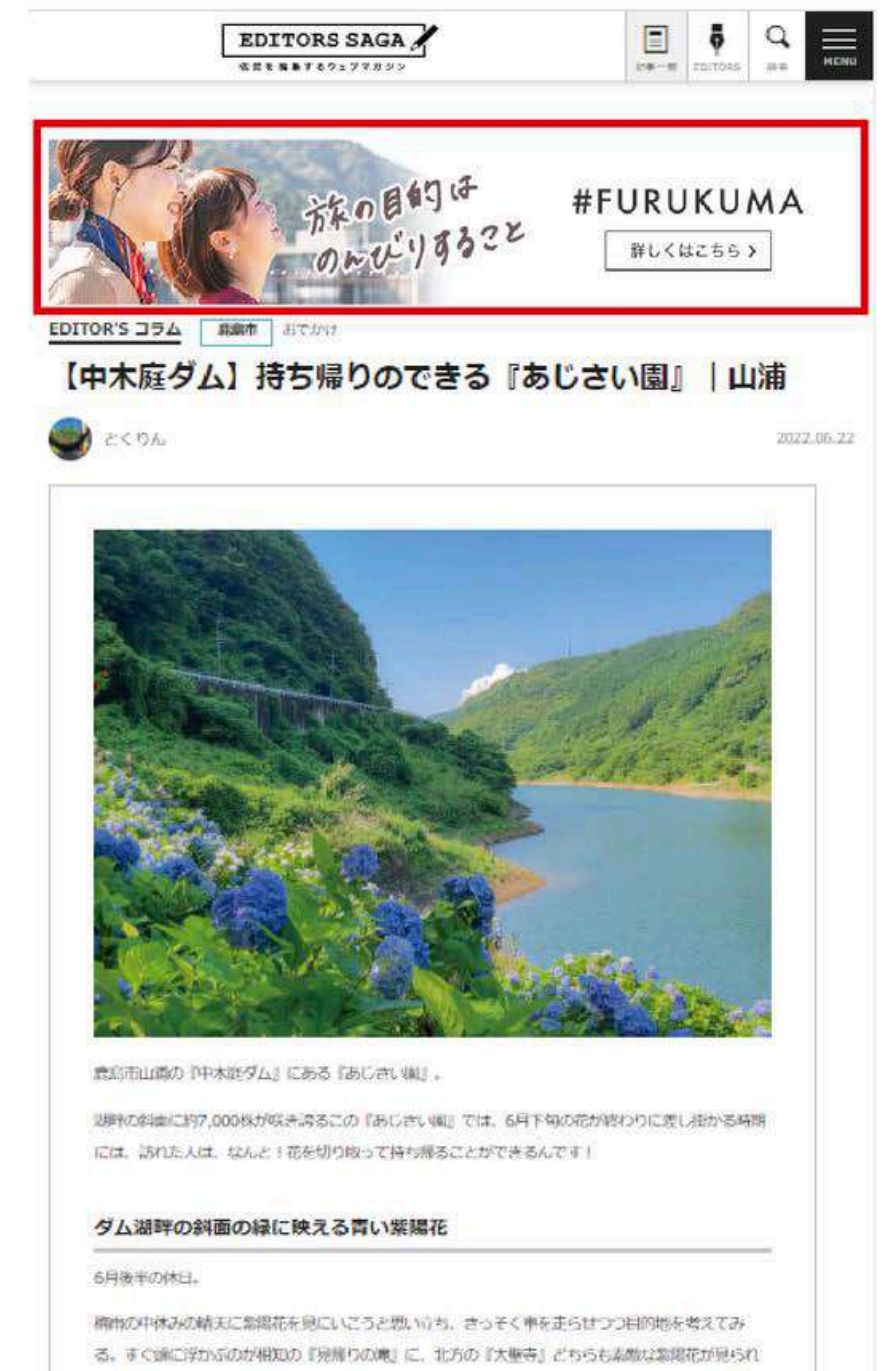 EDITORS SAGA
佐賀を編集するウェブマガジン
記事一覧
EDITORS
検索
MENU
旅の目的は
のんびりすること
#FURUKUMA
詳しくはこちら >
EDITOR'S コラム 鹿島市 おでかけ
【中木庭ダム】持ち帰りのできる『あじさい園』｜山浦
とくりん 2022.06.22
鹿島市山浦の『中木庭ダム』にある『あじさい園』。
湖畔の斜面に約7,000株が咲き誇るこの『あじさい園』では、6月下旬の花が終わりに差し掛かる時期
には、訪れた人は、なんと！花を切り取って持ち帰ることができるんです！
ダム湖畔の斜面の緑に映える青い紫陽花
6月後半の休日。
梅雨の中休みの晴天に紫陽花を見にいこうと思い立ち、さっそく車を走らせつつ目的地を考えてみ
る。すぐ頭に浮かぶのが相知の『見帰りの滝』に、北方の『大聖寺』どちらも素敵な紫陽花が見られ